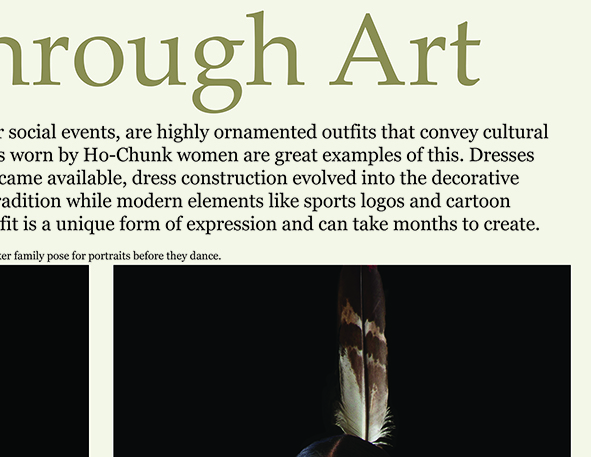 hrough Art
r social events, are highly ornamented outfits that convey cultural
s worn by Ho-Chunk women are great examples of this. Dresses
came available, dress construction evolved into the decorative
radition while modern elements like sports logos and cartoon
fit is a unique form of expression and can take months to create.
ker family pose for portraits before they dance.